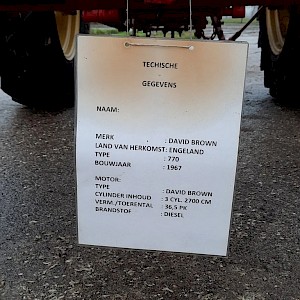 TECHISCHE
GEGEVENS
NAAM:
MERK : DAVID BROWN
LAND VAN HERKOMST: ENGELAND
TYPE : 770
BOUWJAAR : 1967
MOTOR:
TYPE : DAVID BROWN
CYLINDER INHOUD : 3 CYL. 2700 CM
VERM./TOERENTAL : 36,5 PK
BRANDSTOF : DIESEL